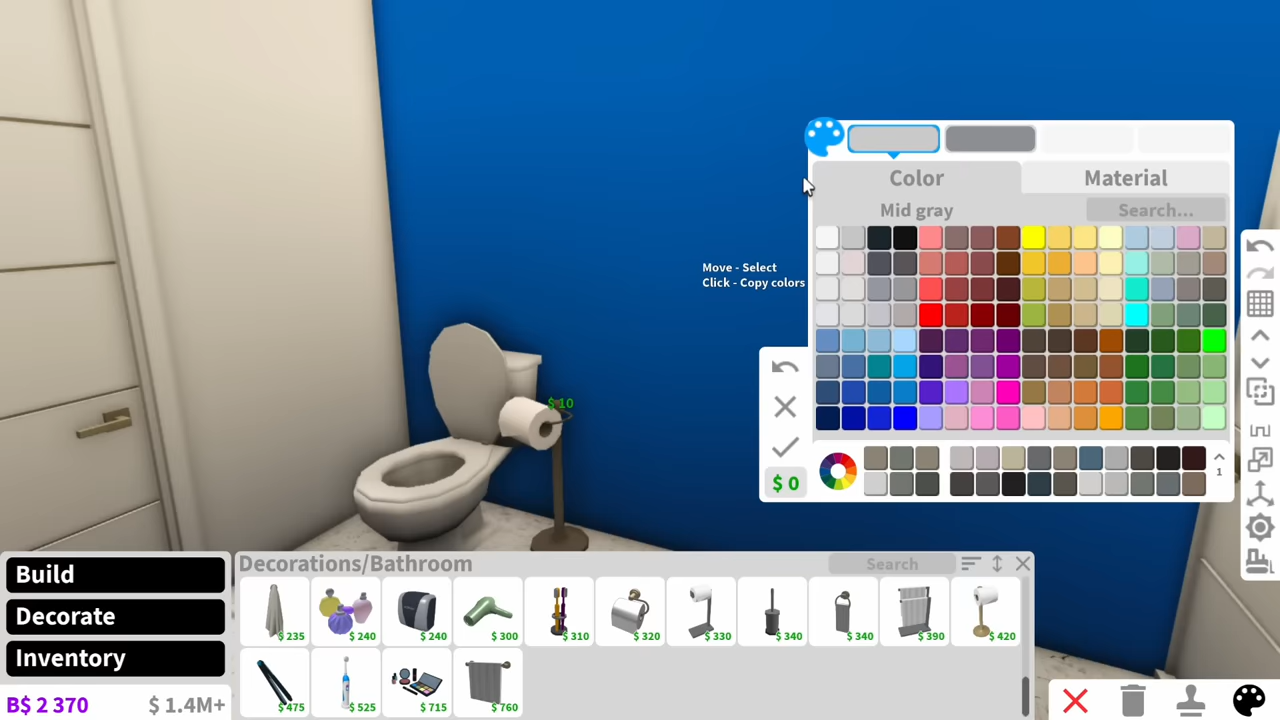 Color
Material
Mid gray
Search...
Move - Select
Click - Copy colors
$ 10
1
$ 0
Decorations/Bathroom
Search
Build
Decorate
Inventory
B$ 2 370
$ 1.4M+
$ 235
$ 240
$ 240
$ 300
$ 310
$ 320
$ 330
$ 340
$ 340
$ 390
$ 420
$ 475
$ 525
$ 715
$ 760